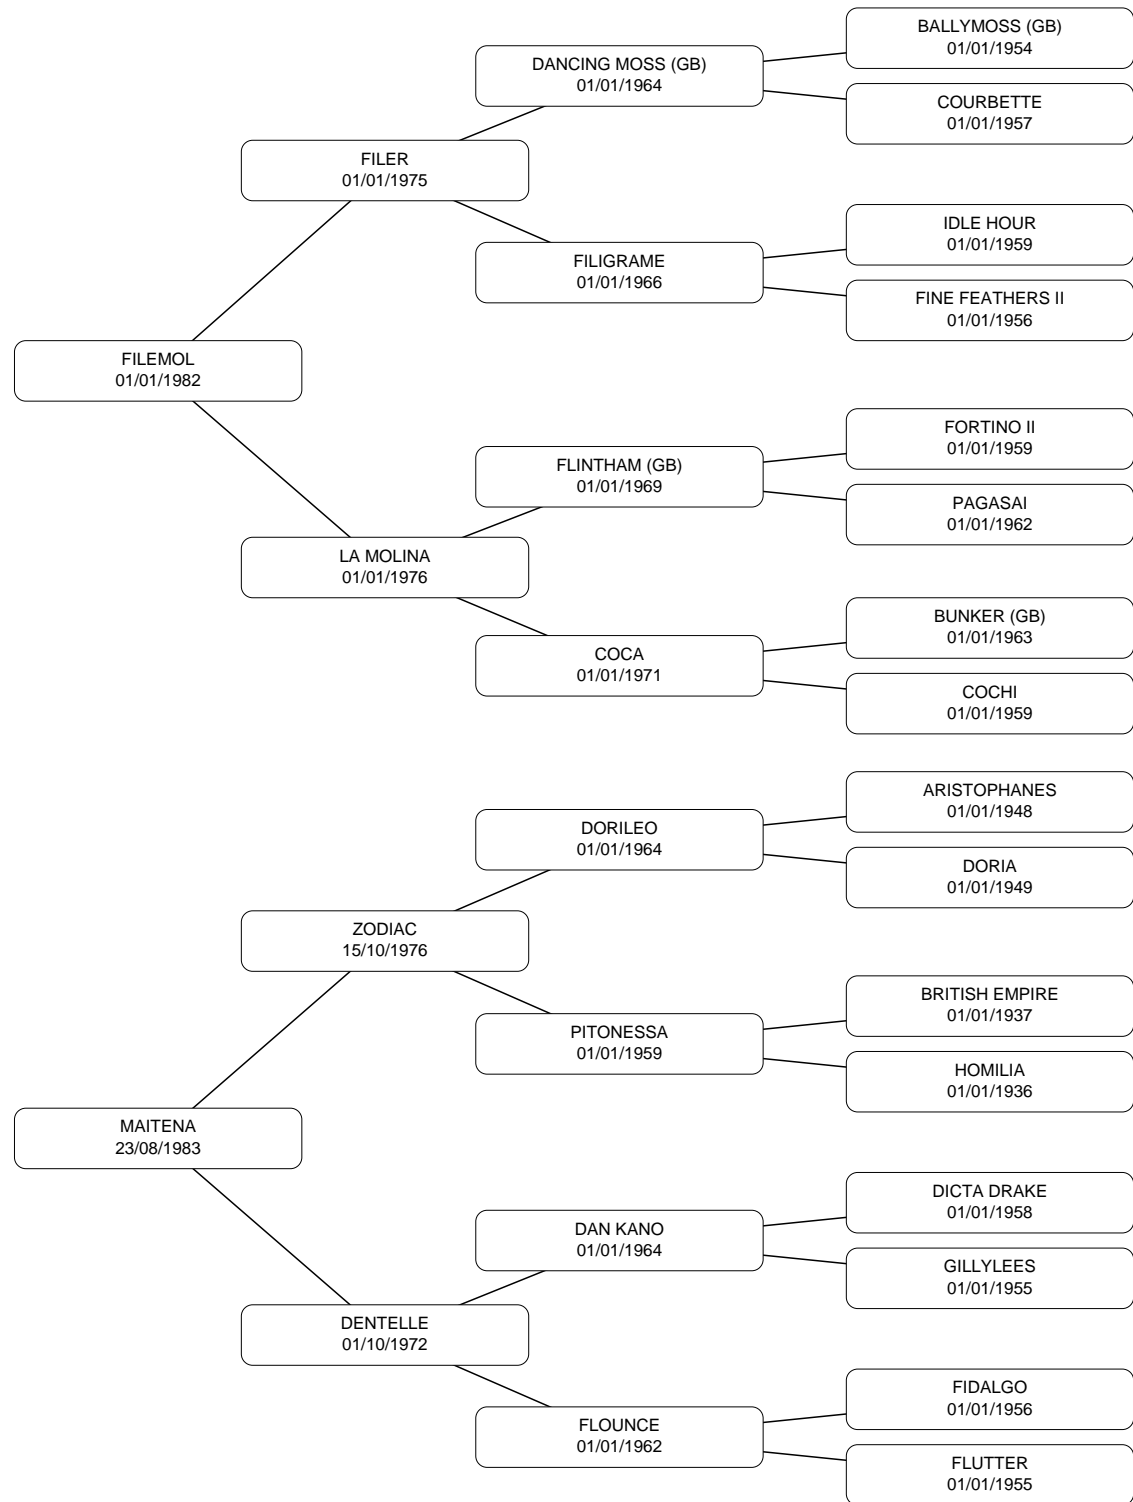 BALLYMOSS (GB)
01/01/1954
DANCING MOSS (GB)
01/01/1964
COURBETTE
01/01/1957
FILER
01/01/1975
IDLE HOUR
01/01/1959
FILIGRAME
01/01/1966
FINE FEATHERS II
01/01/1956
FILEMOL
01/01/1982
FORTINO II
01/01/1959
FLINTHAM (GB)
01/01/1969
PAGASAI
01/01/1962
LA MOLINA
01/01/1976
BUNKER (GB)
01/01/1963
COCA
01/01/1971
COCHI
01/01/1959
ARISTOPHANES
01/01/1948
DORILEO
01/01/1964
DORIA
01/01/1949
ZODIAC
15/10/1976
BRITISH EMPIRE
01/01/1937
PITONESSA
01/01/1959
HOMILIA
01/01/1936
MAITENA
23/08/1983
DICTA DRAKE
01/01/1958
DAN KANO
01/01/1964
GILLYLEES
01/01/1955
DENTELLE
01/10/1972
FIDALGO
01/01/1956
FLOUNCE
01/01/1962
FLUTTER
01/01/1955